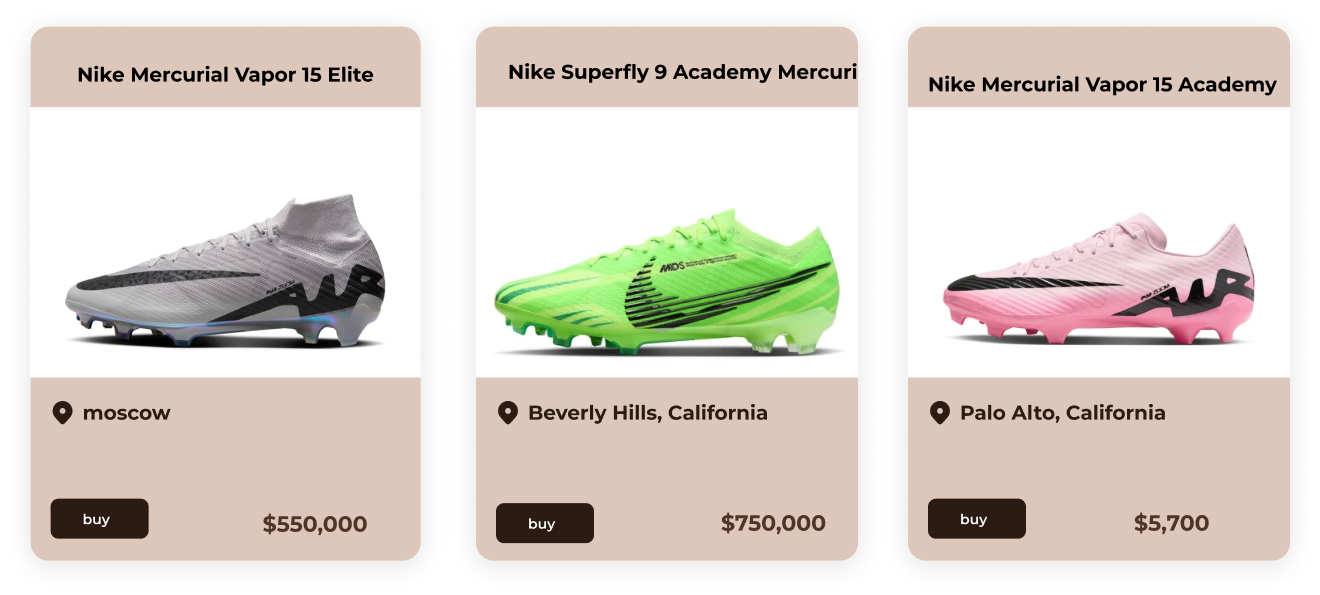 Nike Mercurial Vapor 15 Elite
moscow
buy
$550,000
Nike Superfly 9 Academy Mercuri
MDS
Beverly Hills, California
buy
$750,000
Nike Mercurial Vapor 15 Academy
Palo Alto, California
buy
$5,700